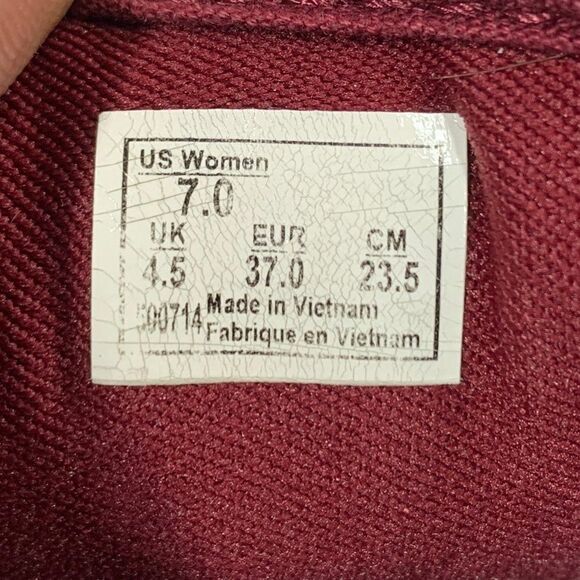 US Women
7.0
UK EUR CM
4.5 37.0 23.5
Made in Vietnam
Fabrique en Vietnam